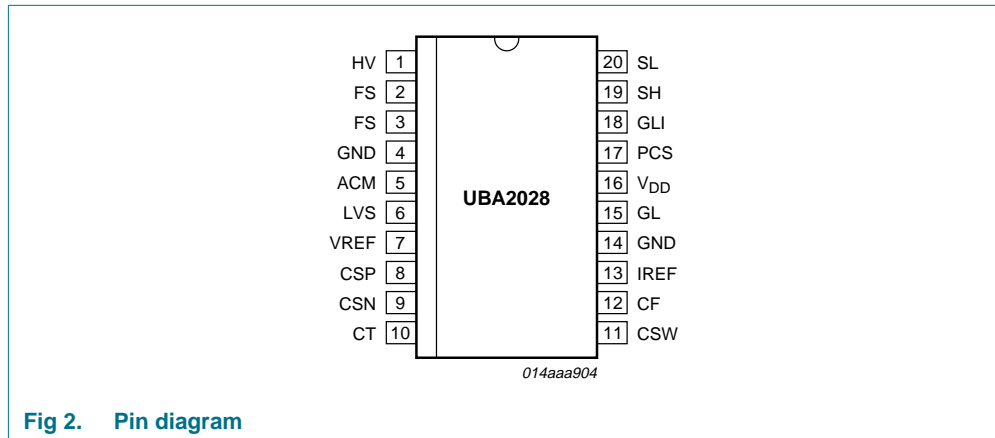 HV 1 20 SL
FS 2 19 SH
FS 3 18 GLI
GND 4 17 PCS
ACM 5 16 VDD
LVS 6 UBA2028 15 GL
VREF 7 14 GND
CSP 8 13 IREF
CSN 9 12 CF
CT 10 11 CSW
014aaa904
Fig 2. Pin diagram